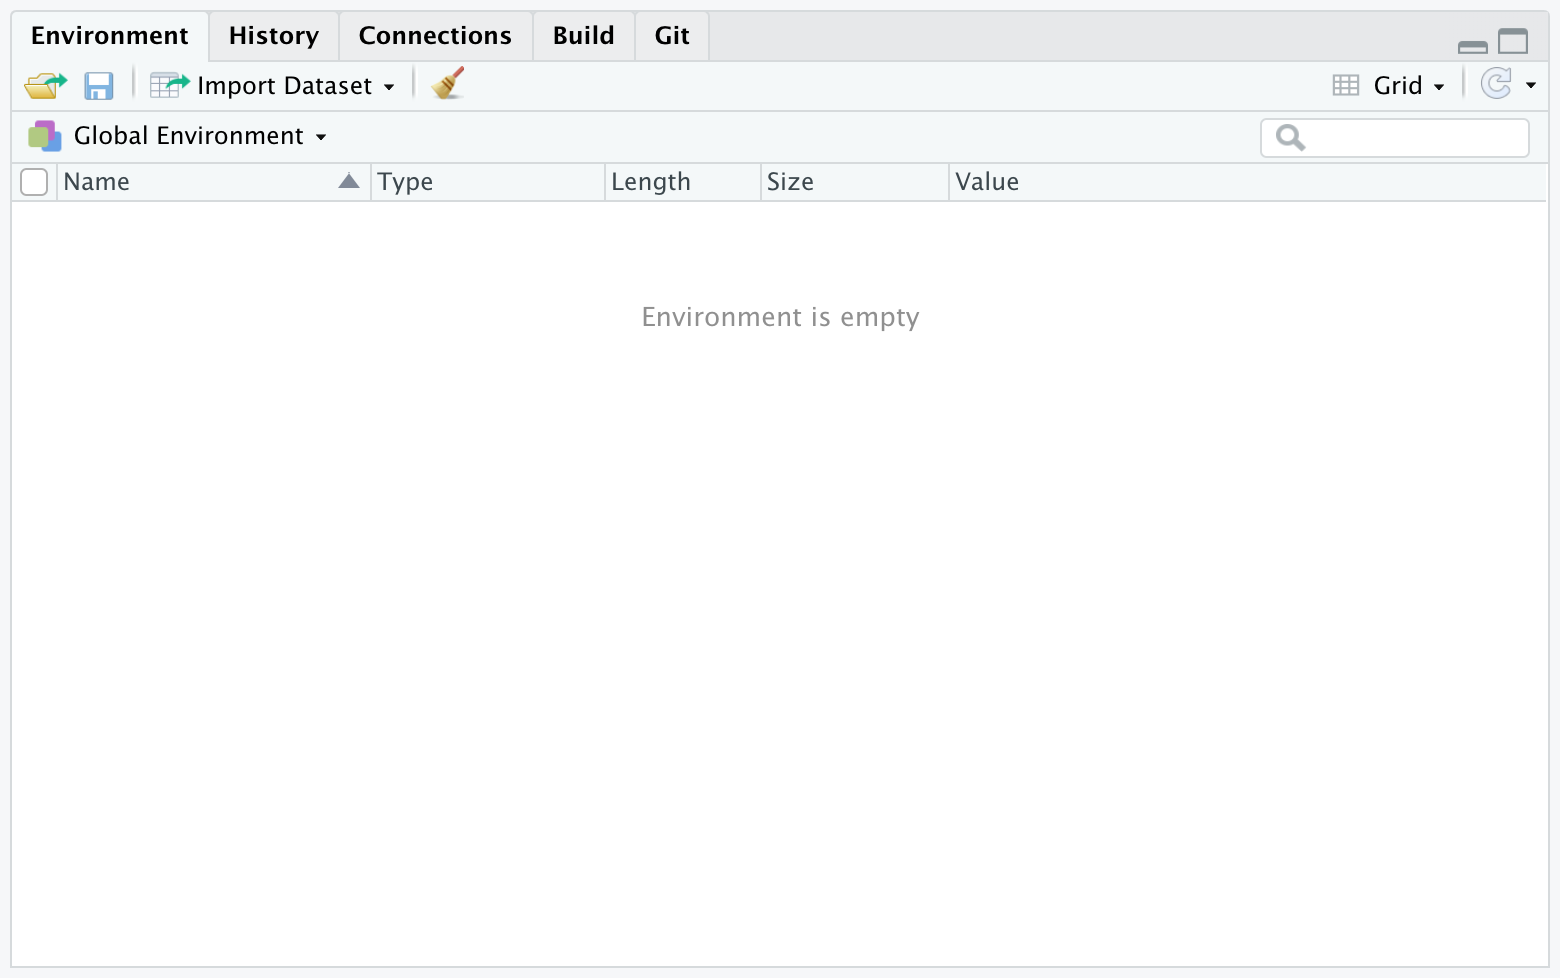 Environment History Connections Build Git
Import Dataset Grid
Global Environment
Name Type Length Size Value
Environment is empty